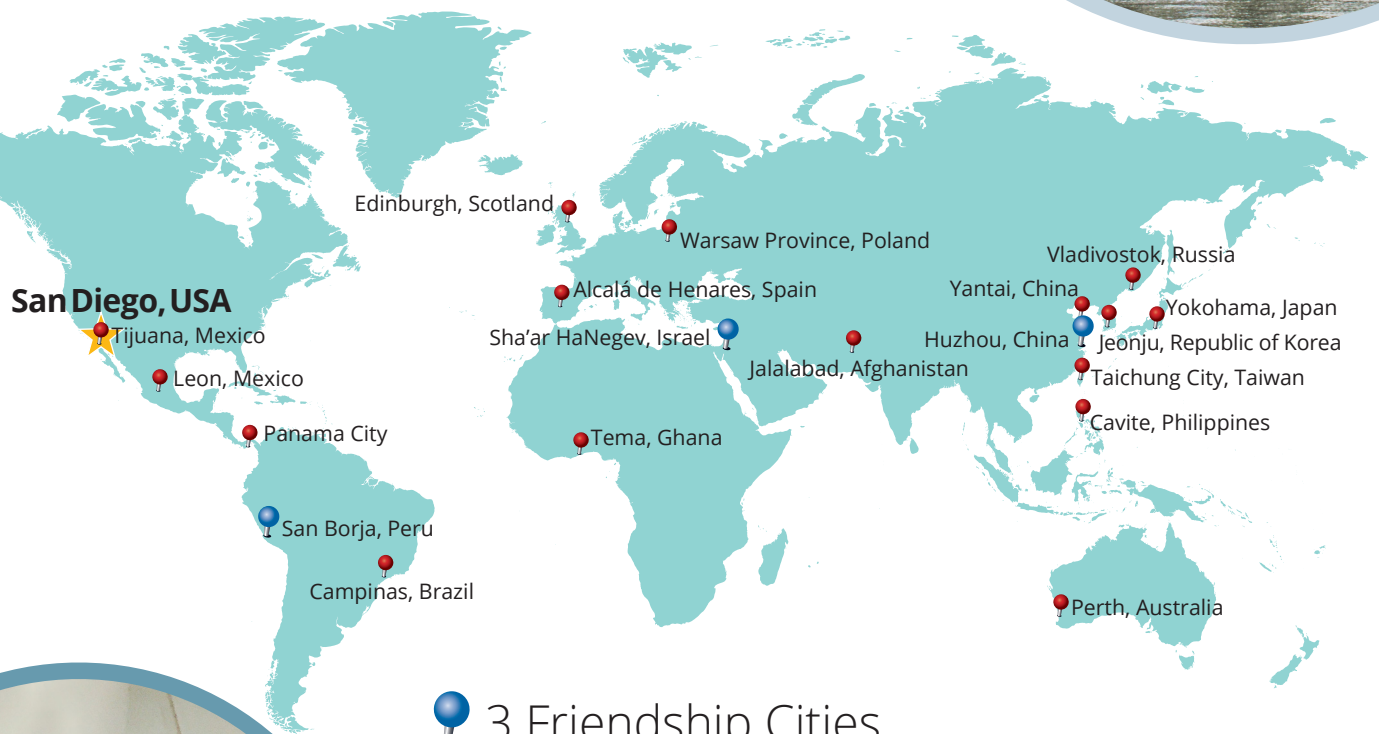 Edinburgh, Scotland
Warsaw Province, Poland
Vladivostok, Russia
San Diego, USA
Alcalá de Henares, Spain
Yantai, China
Yokohama, Japan
Tijuana, Mexico
Sha’ar HaNegev, Israel
Huzhou, China
Jeonju, Republic of Korea
Jalalabad, Afghanistan
Leon, Mexico
Taichung City, Taiwan
Cavite, Philippines
Panama City
Tema, Ghana
San Borja, Peru
Campinas, Brazil
Perth, Australia
3 Friendship Cities